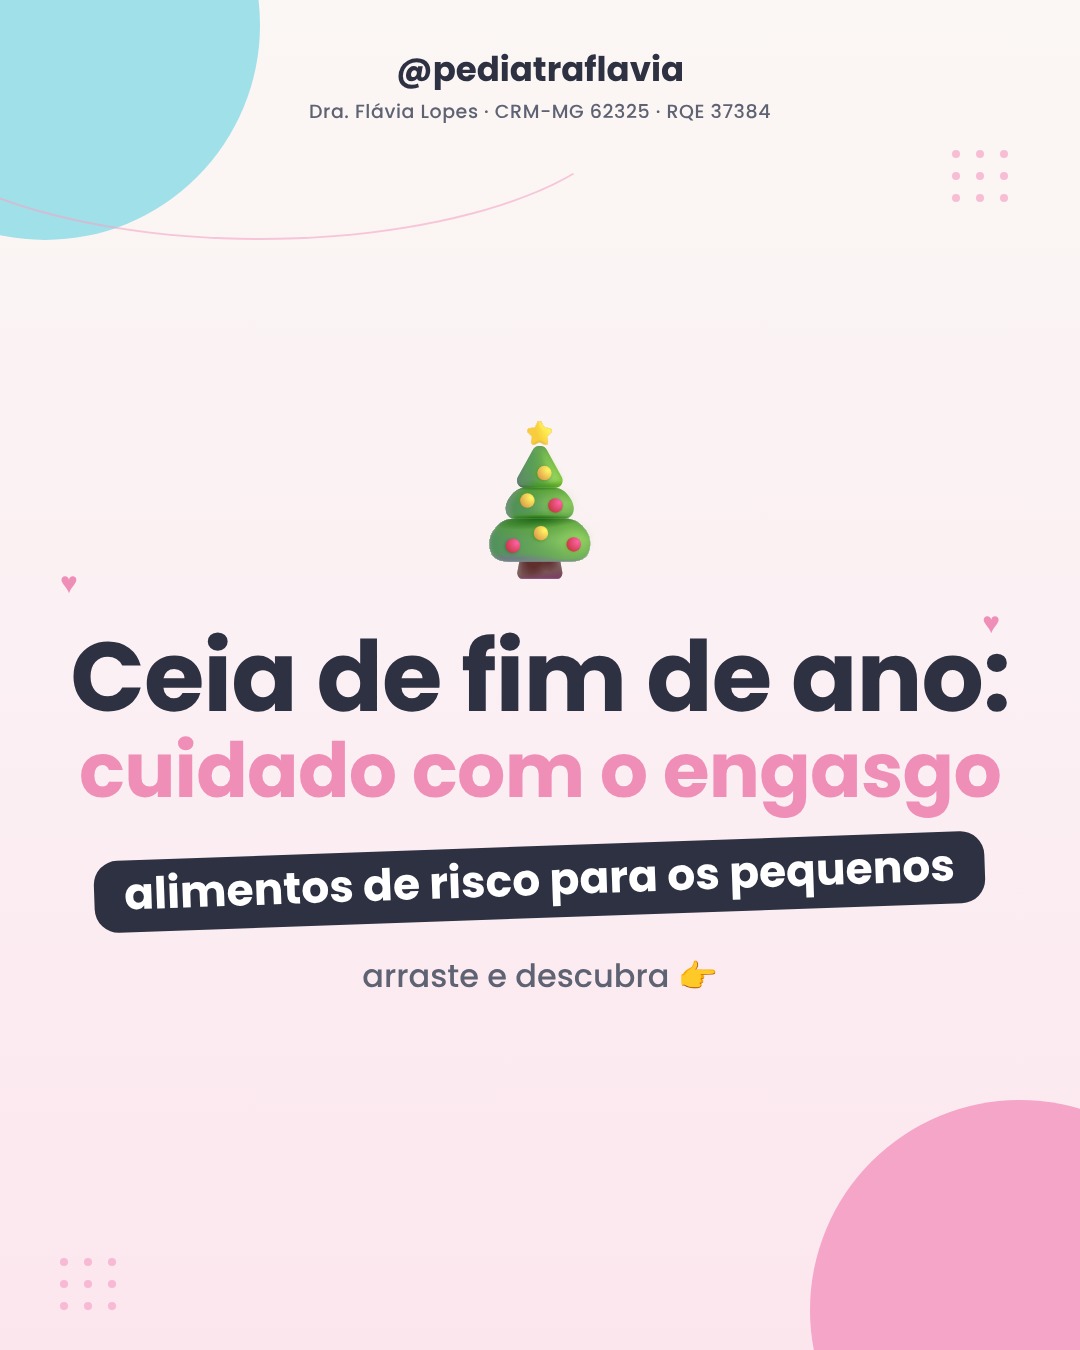 @pediatraflavia
Dra. Flávia Lopes · CRM-MG 62325 · RQE 37384
Ceia de fim de ano:
cuidado com o engasgo
alimentos de risco para os pequenos
arraste e descubra 👉